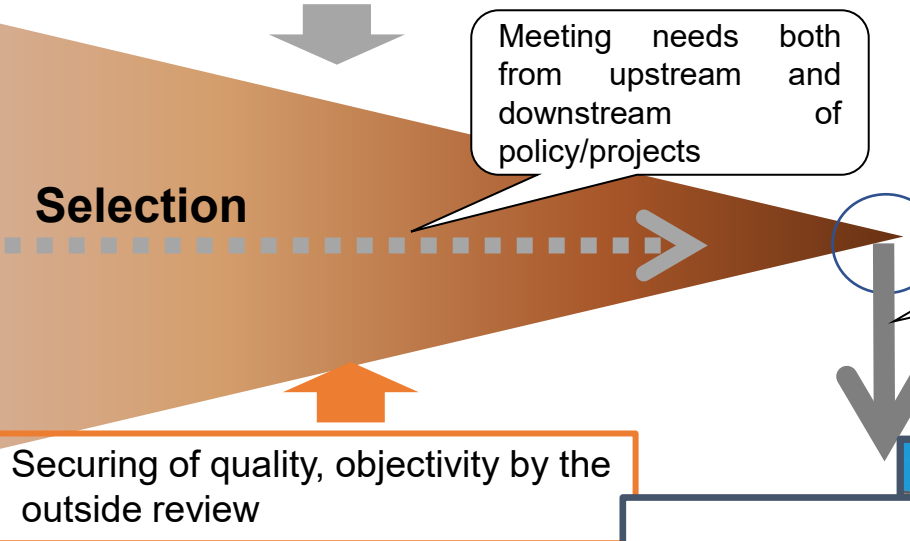 Meeting needs both
from upstream and
downstream of
policy/projects
Selection
Securing of quality, objectivity by the
outside review